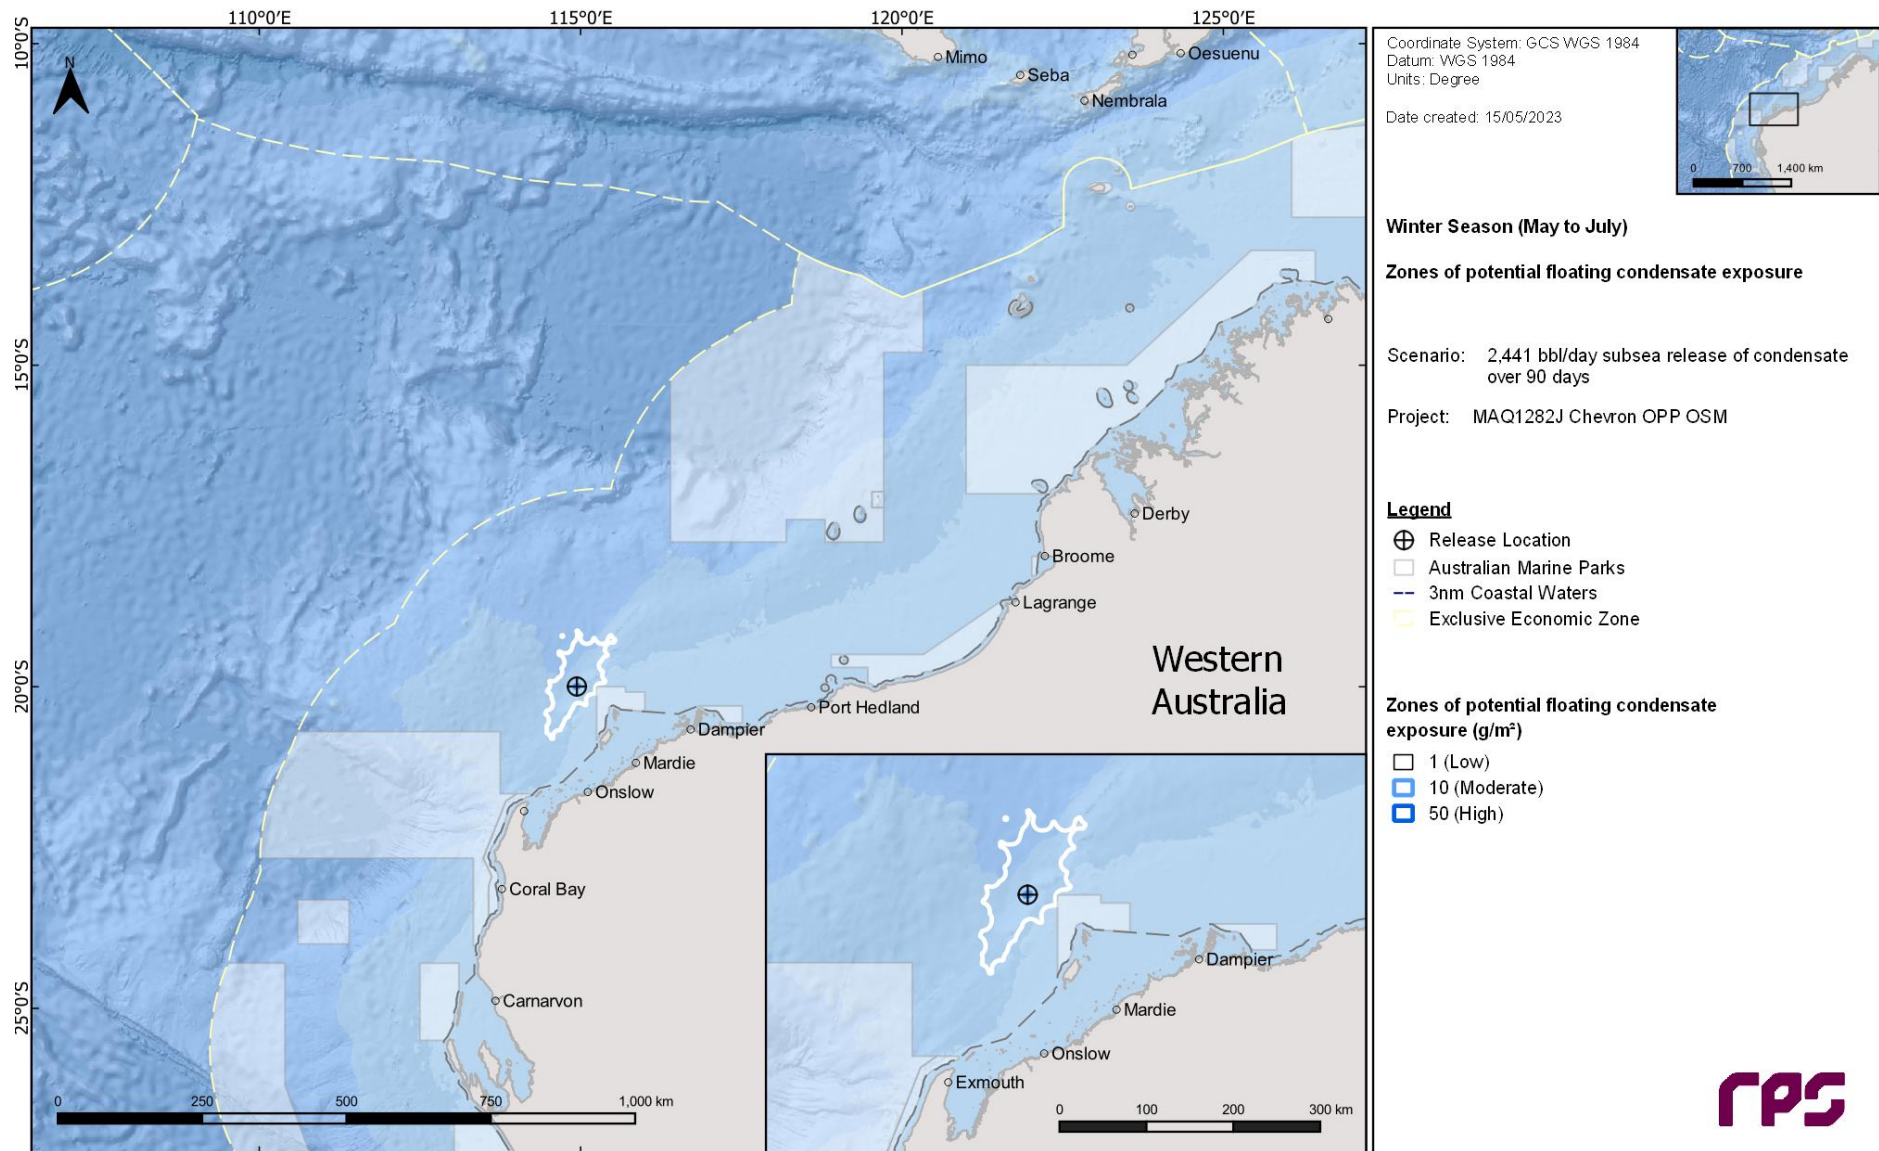 110°0'E 115°0'E 120°0'E 125°0'E
10°0'S
15°0'S
20°0'S
25°0'S
N
Mimo
Seba
Oesuenu
Nembrala
Derby
Broome
Lagrange
Western
Australia
Port Hedland
Dampier
Mardie
Onslow
Coral Bay
Carnarvon
0 250 500 750 1,000 km
Dampier
Mardie
Onslow
Exmouth
0 100 200 300 km
Coordinate System: GCS WGS 1984
Datum: WGS 1984
Units: Degree
Date created: 15/05/2023
0 700 1,400 km
Winter Season (May to July)
Zones of potential floating condensate exposure
Scenario: 2,441 bbl/day subsea release of condensate
over 90 days
Project: MAQ1282J Chevron OPP OSM
Legend
Release Location
Australian Marine Parks
3nm Coastal Waters
Exclusive Economic Zone
Zones of potential floating condensate
exposure (g/m²)
1 (Low)
10 (Moderate)
50 (High)
rps